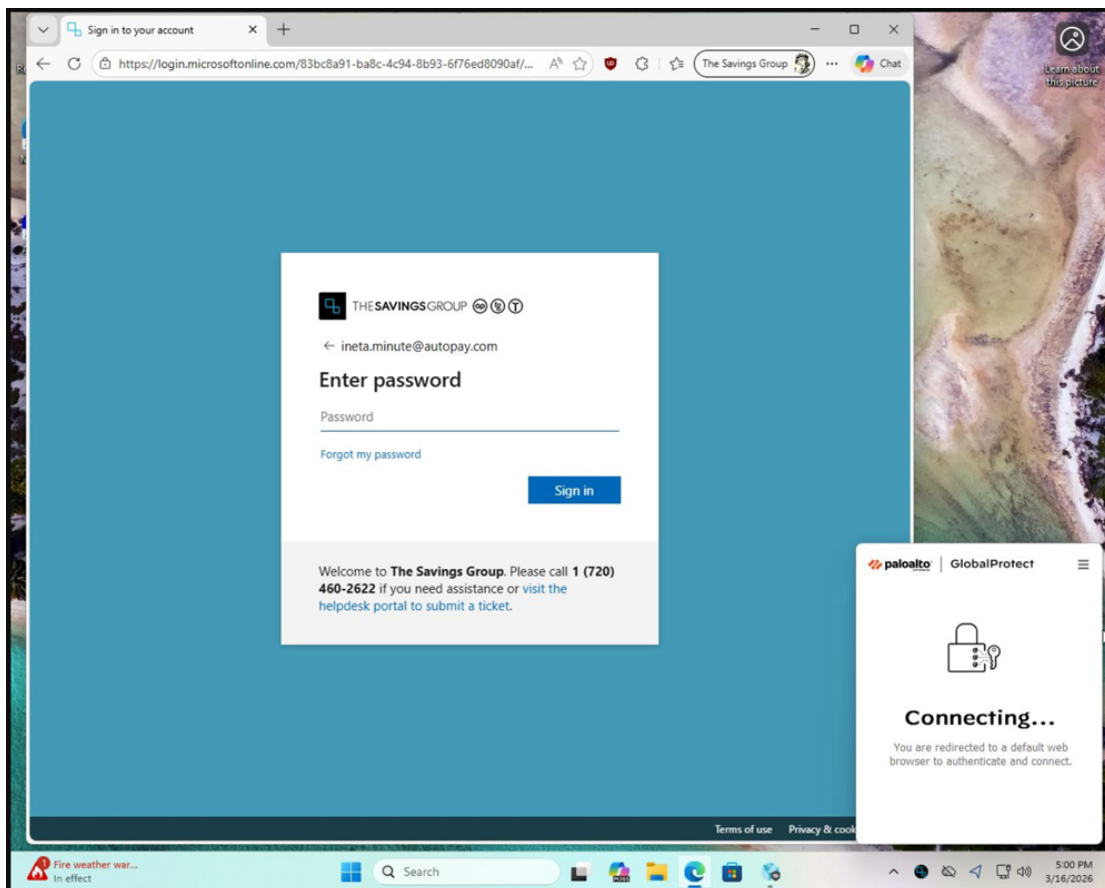 Sign in to your account
https://login.microsoftonline.com/83bc8a91-ba8c-4c94-8b93-6f76ed8090af/...
The Savings Group
Chat
Learn about
this picture
THE SAVINGS GROUP
ineta.minute@autopay.com
Enter password
Password
Forgot my password
Sign in
Welcome to The Savings Group. Please call 1 (720)
460-2622 if you need assistance or visit the
helpdesk portal to submit a ticket.
paloalto
GlobalProtect
Connecting...
You are redirected to a default web
browser to authenticate and connect.
Terms of use
Privacy & cook
1
Fire weather war...
In effect
Search
5:00 PM
3/16/2026